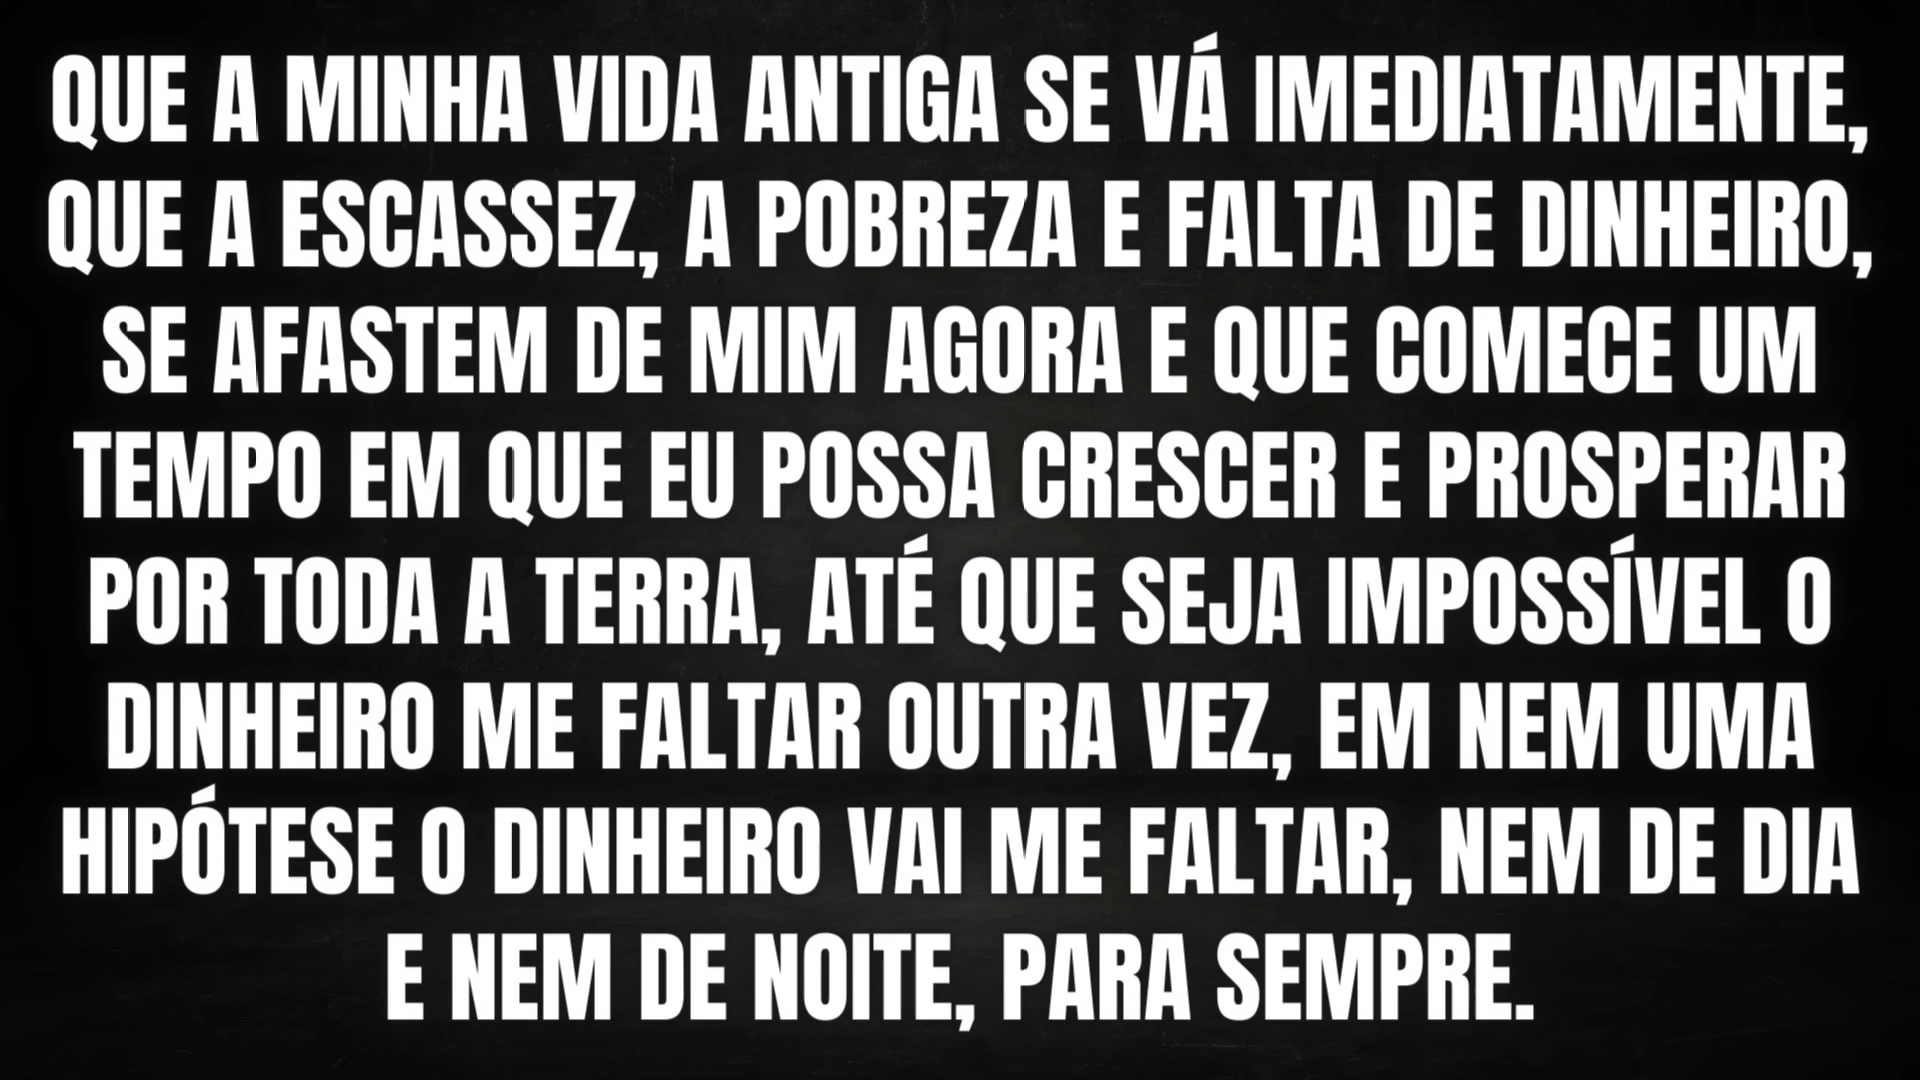 QUE A MINHA VIDA ANTIGA SE VÁ IMEDIATAMENTE,
QUE A ESCASSEZ, A POBREZA E FALTA DE DINHEIRO,
SE AFASTEM DE MIM AGORA E QUE COMECE UM
TEMPO EM QUE EU POSSA CRESCER E PROSPERAR
POR TODA A TERRA, ATÉ QUE SEJA IMPOSSÍVEL O
DINHEIRO ME FALTAR OUTRA VEZ, EM NEM UMA
HIPÓTESE O DINHEIRO VAI ME FALTAR, NEM DE DIA
E NEM DE NOITE, PARA SEMPRE.